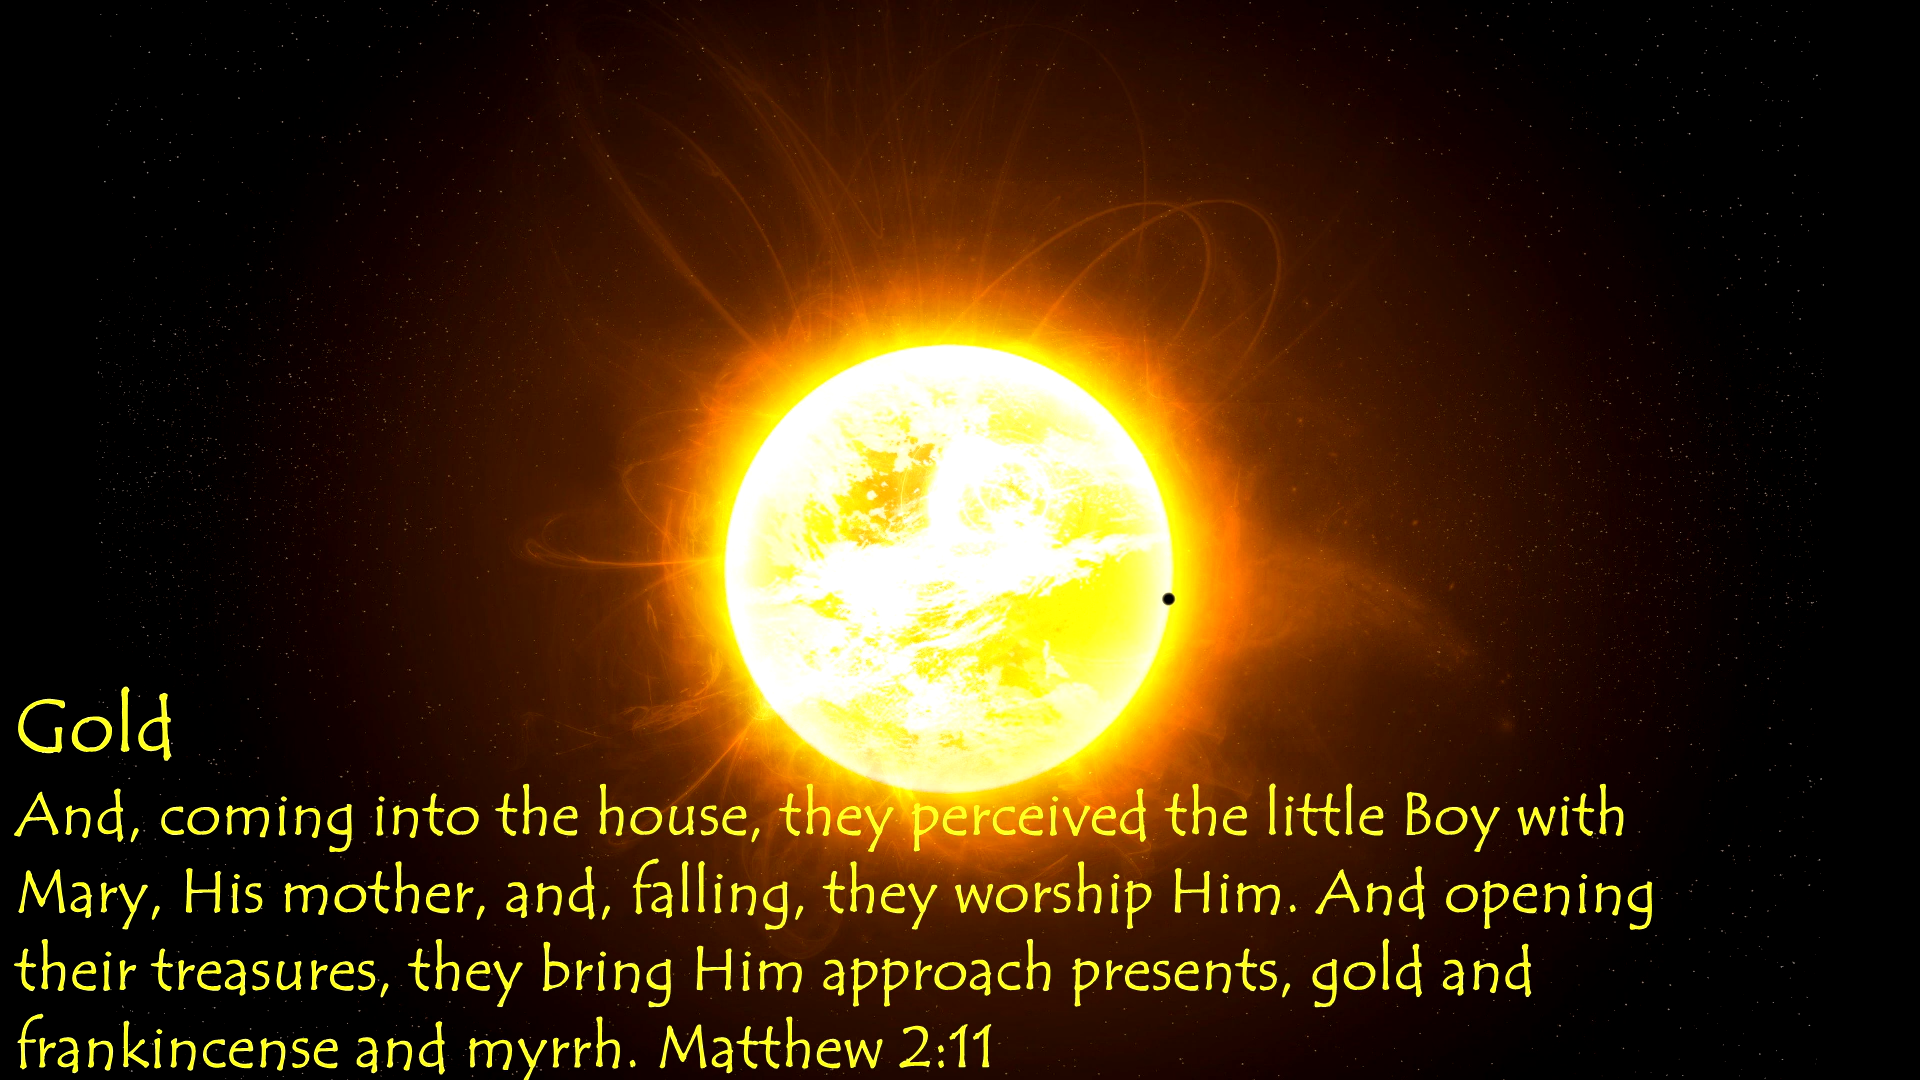 Gold
And, coming into the house, they perceived the little Boy with
Mary, His mother, and, falling, they worship Him. And opening
their treasures, they bring Him approach presents, gold and
frankincense and myrrh. Matthew 2:11